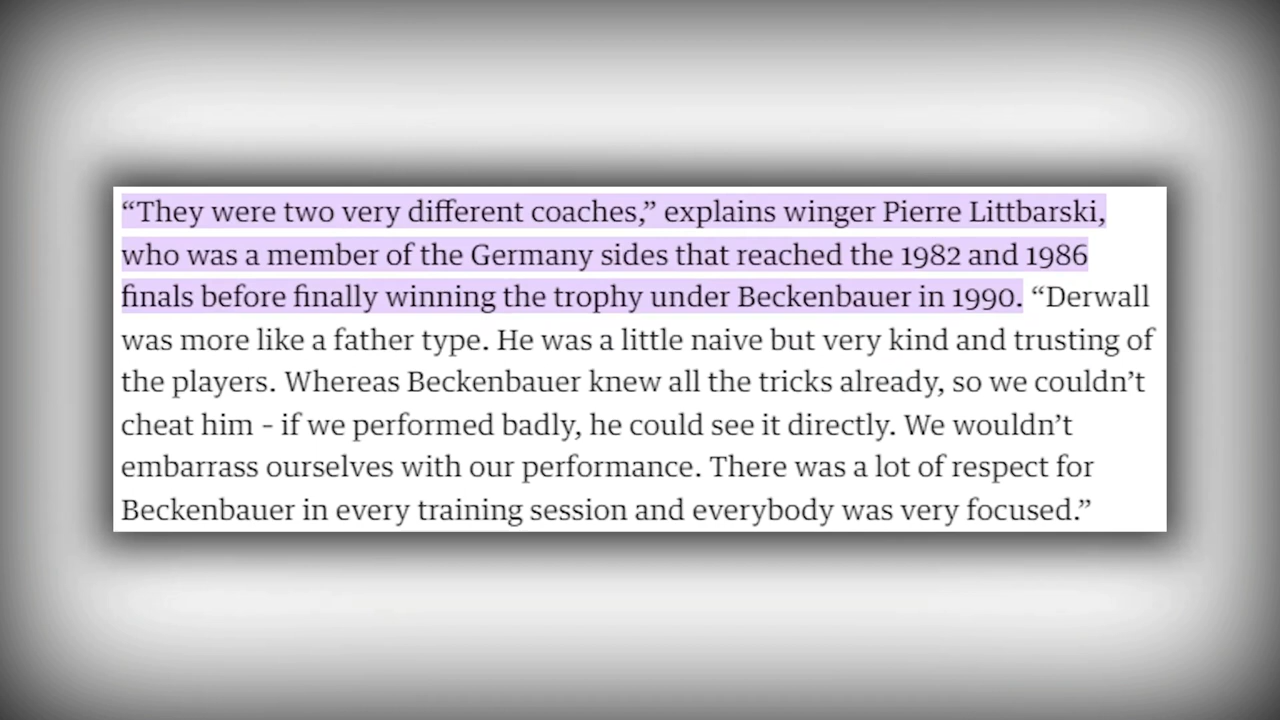 “They were two very different coaches,” explains winger Pierre Littbarski,
who was a member of the Germany sides that reached the 1982 and 1986
finals before finally winning the trophy under Beckenbauer in 1990. “Derwall
was more like a father type. He was a little naive but very kind and trusting of
the players. Whereas Beckenbauer knew all the tricks already, so we couldn’t
cheat him – if we performed badly, he could see it directly. We wouldn’t
embarrass ourselves with our performance. There was a lot of respect for
Beckenbauer in every training session and everybody was very focused.”